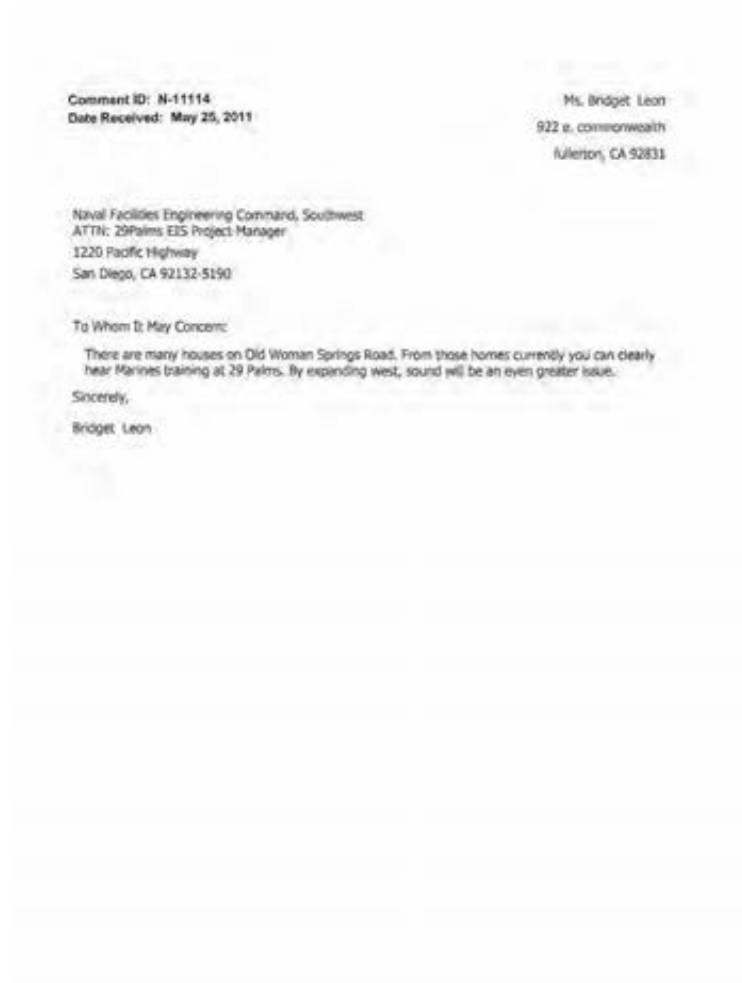 Comment ID: N-11114
Date Received: May 25, 2011
Ms. Bridget Leon
922 e. commonwealth
fullerton, CA 92831
Naval Facilities Engineering Command, Southwest
ATTN: 29Palms EIS Project Manager
1220 Pacific Highway
San Diego, CA 92132-5190
To Whom It May Concern:
There are many houses on Old Woman Springs Road. From those homes currently you can clearly
hear Marines training at 29 Palms. By expanding west, sound will be an even greater issue.
Sincerely,
Bridget Leon